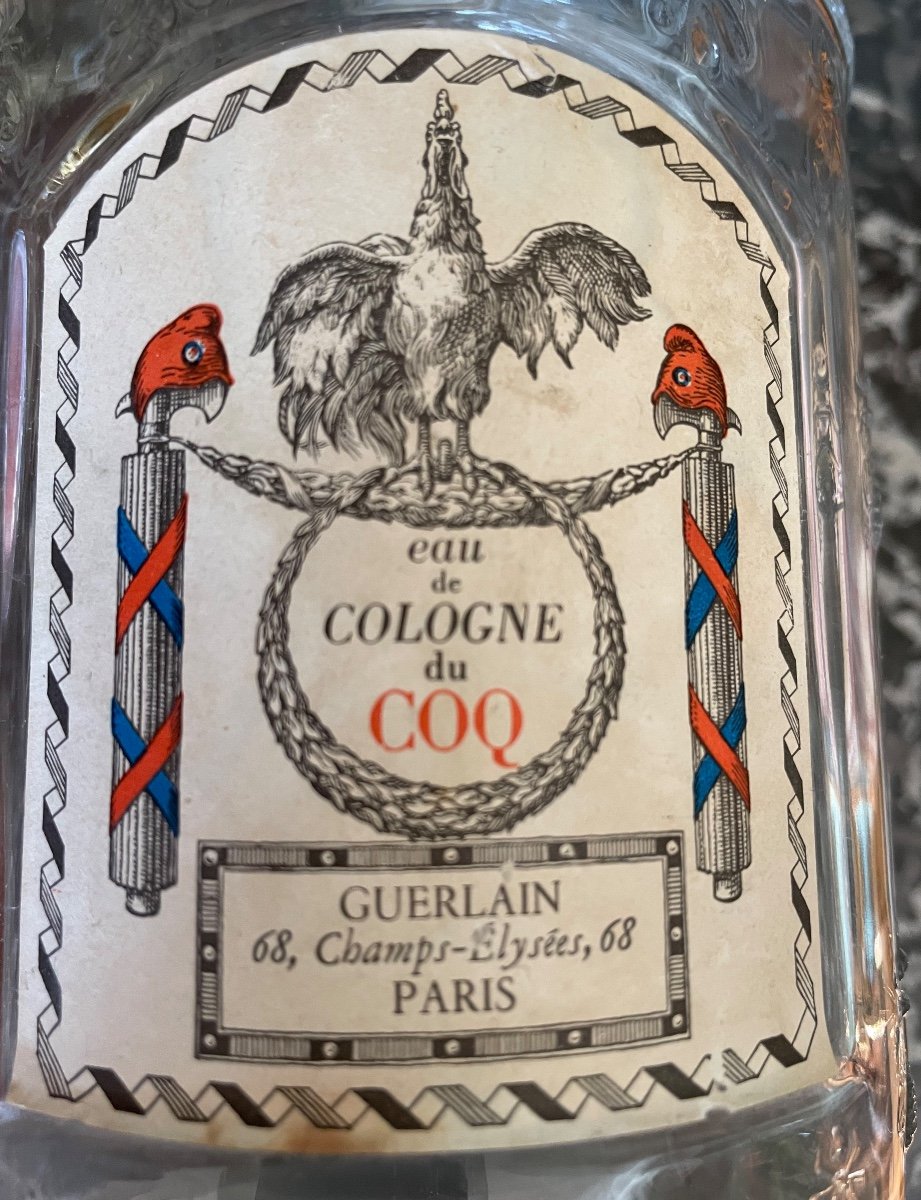 eau
de
COLOGNE
du
COQ
GUERLAIN
68, Champs-Élysées, 68
PARIS